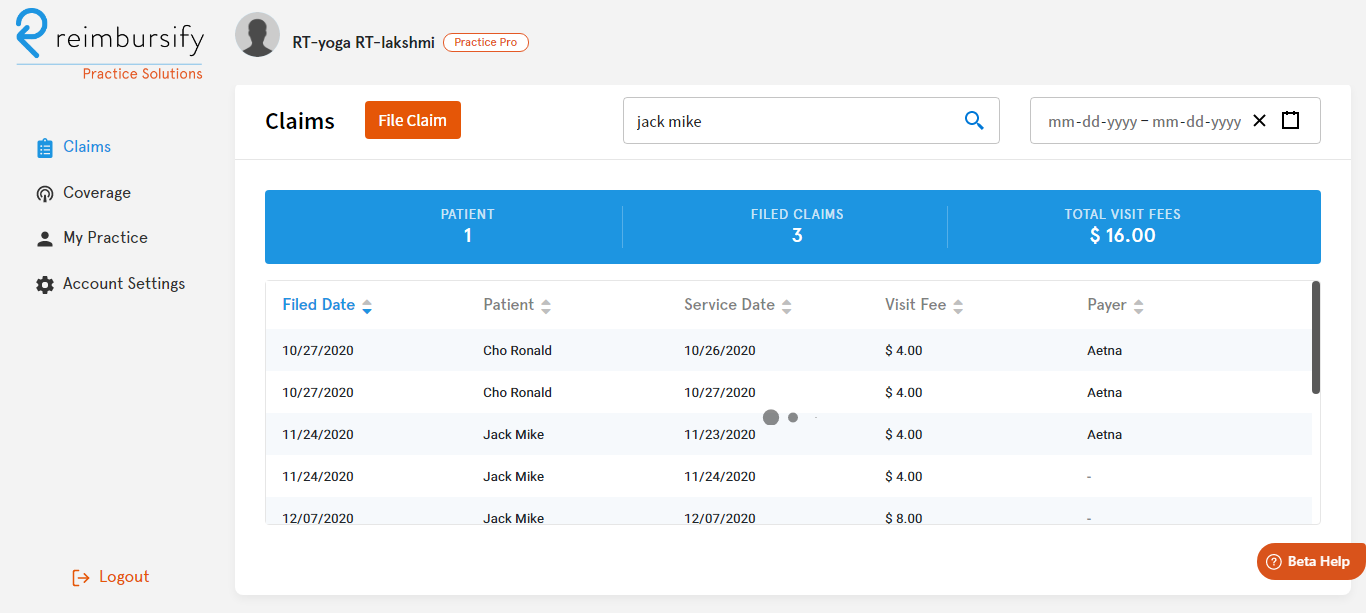 reimbursify
Practice Solutions
RT-yoga RT-lakshmi Practice Pro
Claims
Coverage
My Practice
Account Settings
Logout
Claims File Claim jack mike mm-dd-yyyy – mm-dd-yyyy
PATIENT FILED CLAIMS TOTAL VISIT FEES
1 3 $ 16.00
Filed Date Patient Service Date Visit Fee Payer
10/27/2020 Cho Ronald 10/26/2020 $ 4.00 Aetna
10/27/2020 Cho Ronald 10/27/2020 $ 4.00 Aetna
11/24/2020 Jack Mike 11/23/2020 $ 4.00 Aetna
11/24/2020 Jack Mike 11/24/2020 $ 4.00 -
12/07/2020 Jack Mike 12/07/2020 $ 8.00 -
? Beta Help